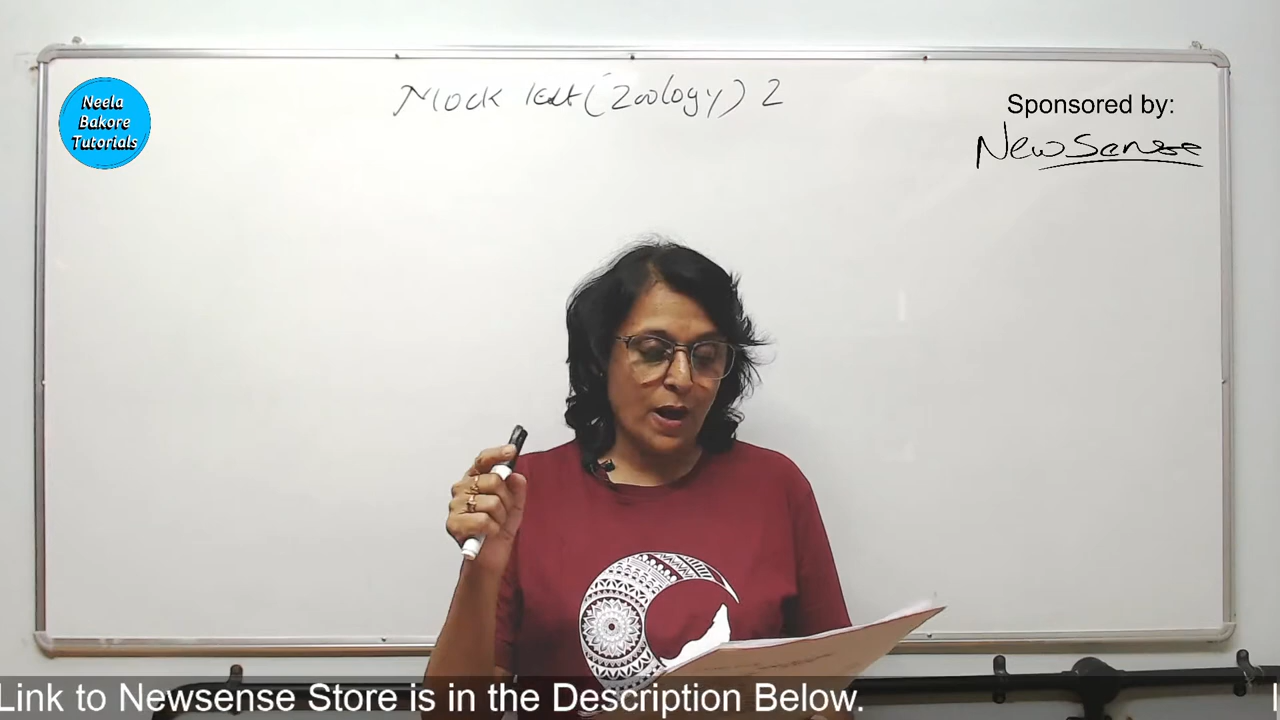 Neela
Bakore
Tutorials
Mock test (Zoology) 2
Sponsored by:
NewSense
Link to Newsense Store is in the Description Below.